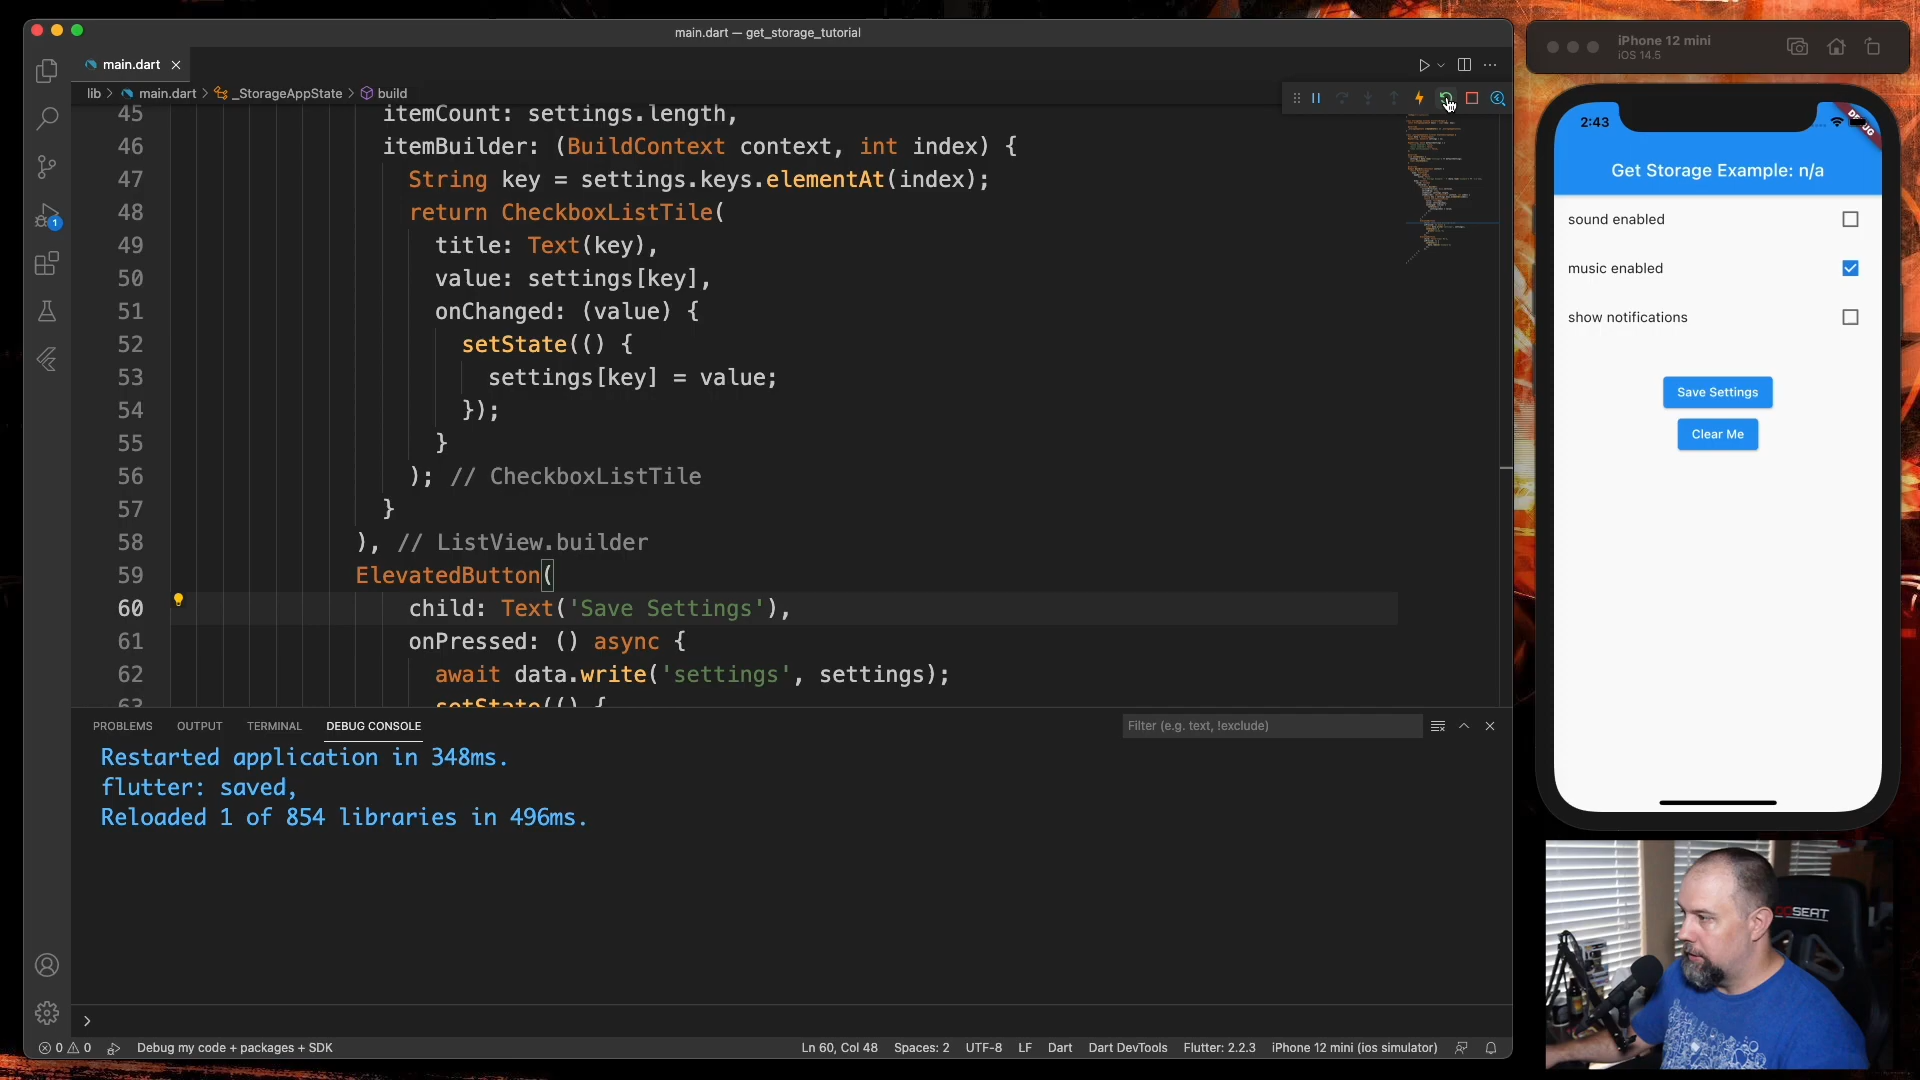 main.dart — get_storage_tutorial
main.dart
lib > main.dart > _StorageAppState > build
45 itemCount: settings.length,
46 itemBuilder: (BuildContext context, int index) {
47 String key = settings.keys.elementAt(index);
48 return CheckboxListTile(
49 title: Text(key),
50 value: settings[key],
51 onChanged: (value) {
52 setState(() {
53 settings[key] = value;
54 });
55 }
56 ); // CheckboxListTile
57 }
58 ), // ListView.builder
59 ElevatedButton(
60 child: Text('Save Settings'),
61 onPressed: () async {
62 await data.write('settings', settings);
63 setState(() {
1
PROBLEMS OUTPUT TERMINAL DEBUG CONSOLE
Filter (e.g. text, !exclude)
Restarted application in 348ms.
flutter: saved,
Reloaded 1 of 854 libraries in 496ms.
>
0 0 Debug my code + packages + SDK
Ln 60, Col 48 Spaces: 2 UTF-8 LF Dart Dart DevTools Flutter: 2.2.3 iPhone 12 mini (ios simulator)
iPhone 12 mini
iOS 14.5
2:43
Get Storage Example: n/a
sound enabled
music enabled
show notifications
Save Settings
Clear Me
SEAT